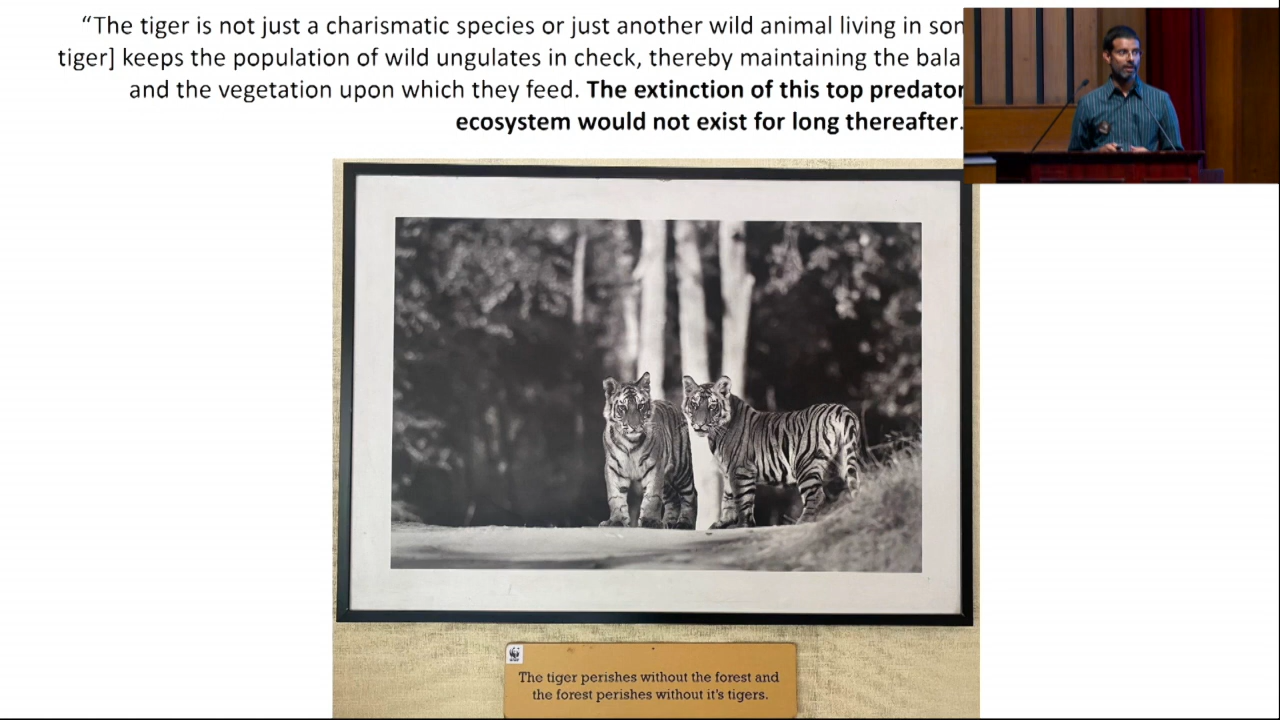 “The tiger is not just a charismatic species or just another wild animal living in
tiger] keeps the population of wild ungulates in check, thereby maintaining the
and the vegetation upon which they feed. The extinction of this top predator
ecosystem would not exist for long thereafter.
WWF
The tiger perishes without the forest and
the forest perishes without it's tigers.